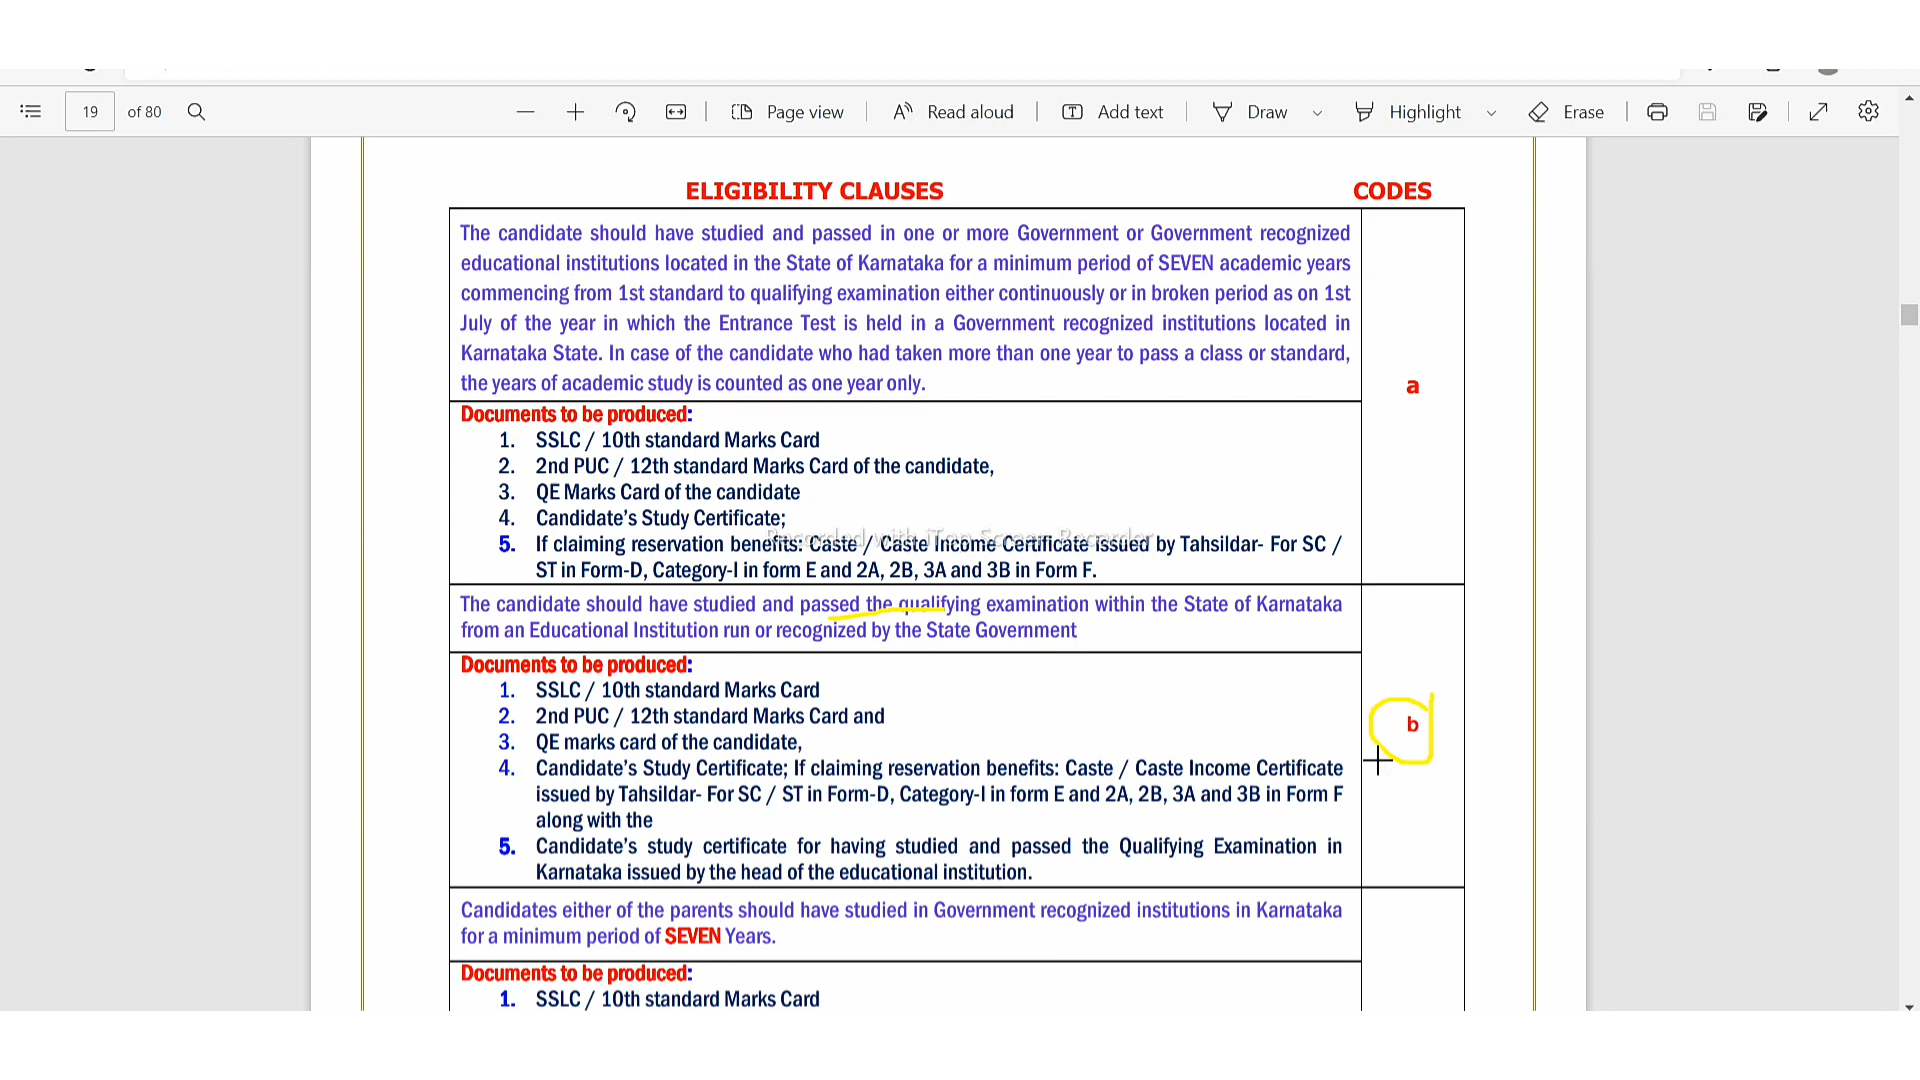 19 of 80 Page view Read aloud Add text Draw Highlight Erase
ELIGIBILITY CLAUSES CODES
The candidate should have studied and passed in one or more Government or Government recognized
educational institutions located in the State of Karnataka for a minimum period of SEVEN academic years
commencing from 1st standard to qualifying examination either continuously or in broken period as on 1st
July of the year in which the Entrance Test is held in a Government recognized institutions located in
Karnataka State. In case of the candidate who had taken more than one year to pass a class or standard,
the years of academic study is counted as one year only.
a
Documents to be produced:
1. SSLC / 10th standard Marks Card
2. 2nd PUC / 12th standard Marks Card of the candidate,
3. QE Marks Card of the candidate
4. Candidate's Study Certificate;
Recorded with iTop Screen Recorder
5. If claiming reservation benefits: Caste / Caste Income Certificate issued by Tahsildar- For SC /
ST in Form-D, Category-I in form E and 2A, 2B, 3A and 3B in Form F.
The candidate should have studied and passed the qualifying examination within the State of Karnataka
from an Educational Institution run or recognized by the State Government
Documents to be produced:
1. SSLC / 10th standard Marks Card
2. 2nd PUC / 12th standard Marks Card and
b
3. QE marks card of the candidate,
4. Candidate's Study Certificate; If claiming reservation benefits: Caste / Caste Income Certificate
issued by Tahsildar- For SC / ST in Form-D, Category-I in form E and 2A, 2B, 3A and 3B in Form F
along with the
5. Candidate's study certificate for having studied and passed the Qualifying Examination in
Karnataka issued by the head of the educational institution.
Candidates either of the parents should have studied in Government recognized institutions in Karnataka
for a minimum period of SEVEN Years.
Documents to be produced:
1. SSLC / 10th standard Marks Card